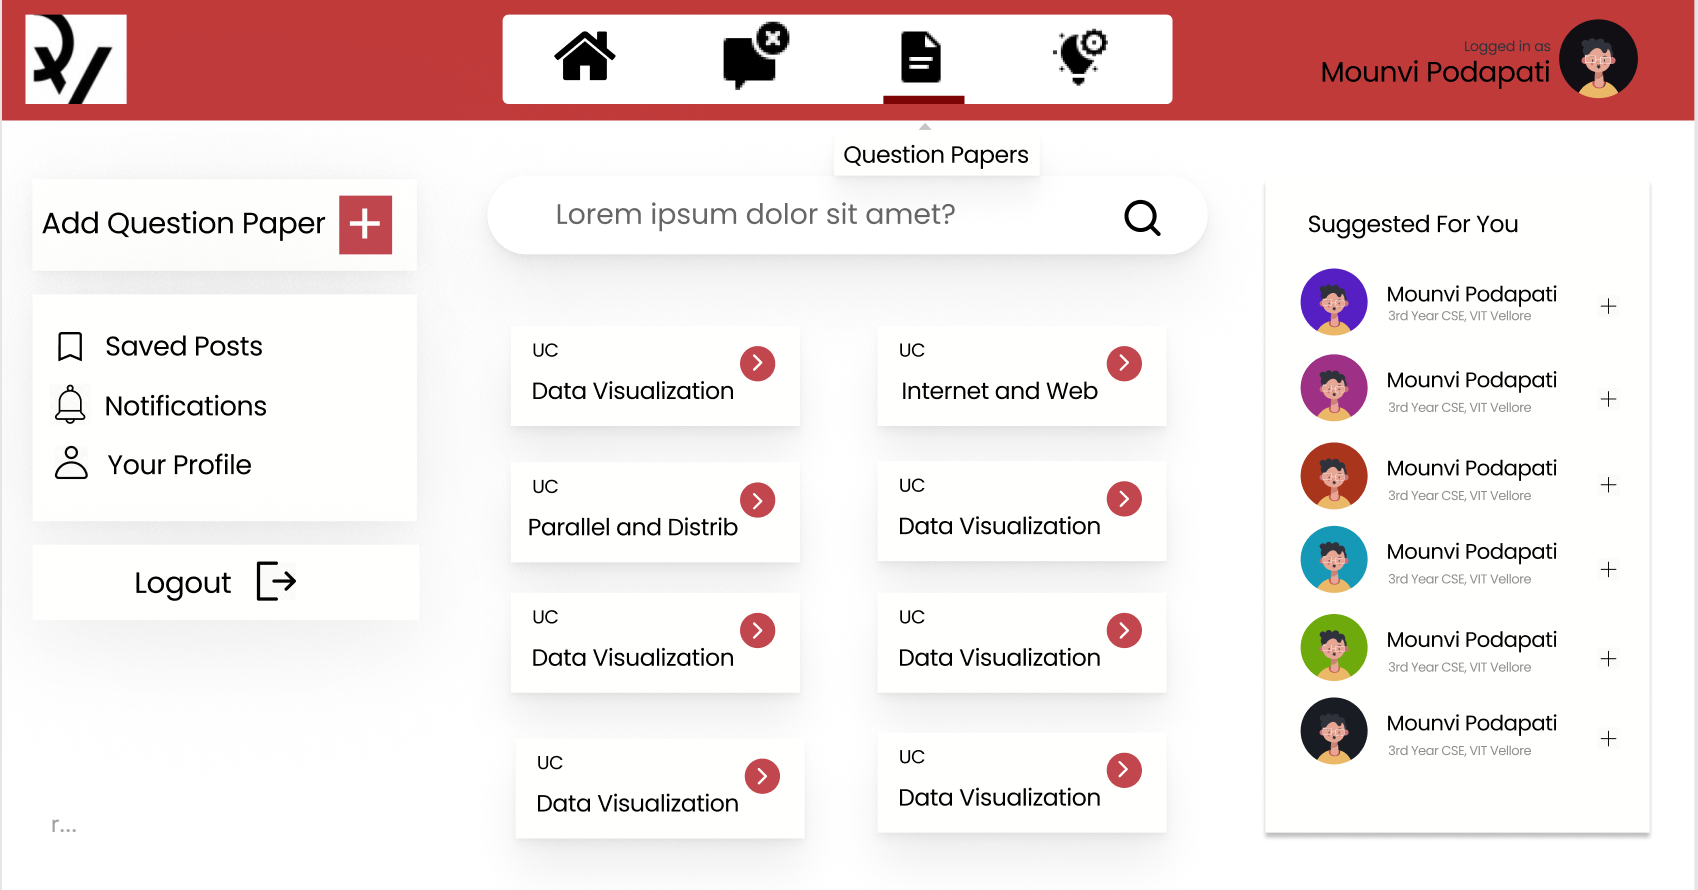 Logged in as
Mounvi Podapati
Question Papers
Add Question Paper
Lorem ipsum dolor sit amet?
Saved Posts
Notifications
Your Profile
Logout
UC
Data Visualization
UC
Internet and Web
UC
Parallel and Distrib
UC
Data Visualization
UC
Data Visualization
UC
Data Visualization
UC
Data Visualization
UC
Data Visualization
Suggested For You
Mounvi Podapati
3rd Year CSE, VIT Vellore
Mounvi Podapati
3rd Year CSE, VIT Vellore
Mounvi Podapati
3rd Year CSE, VIT Vellore
Mounvi Podapati
3rd Year CSE, VIT Vellore
Mounvi Podapati
3rd Year CSE, VIT Vellore
Mounvi Podapati
3rd Year CSE, VIT Vellore
r...